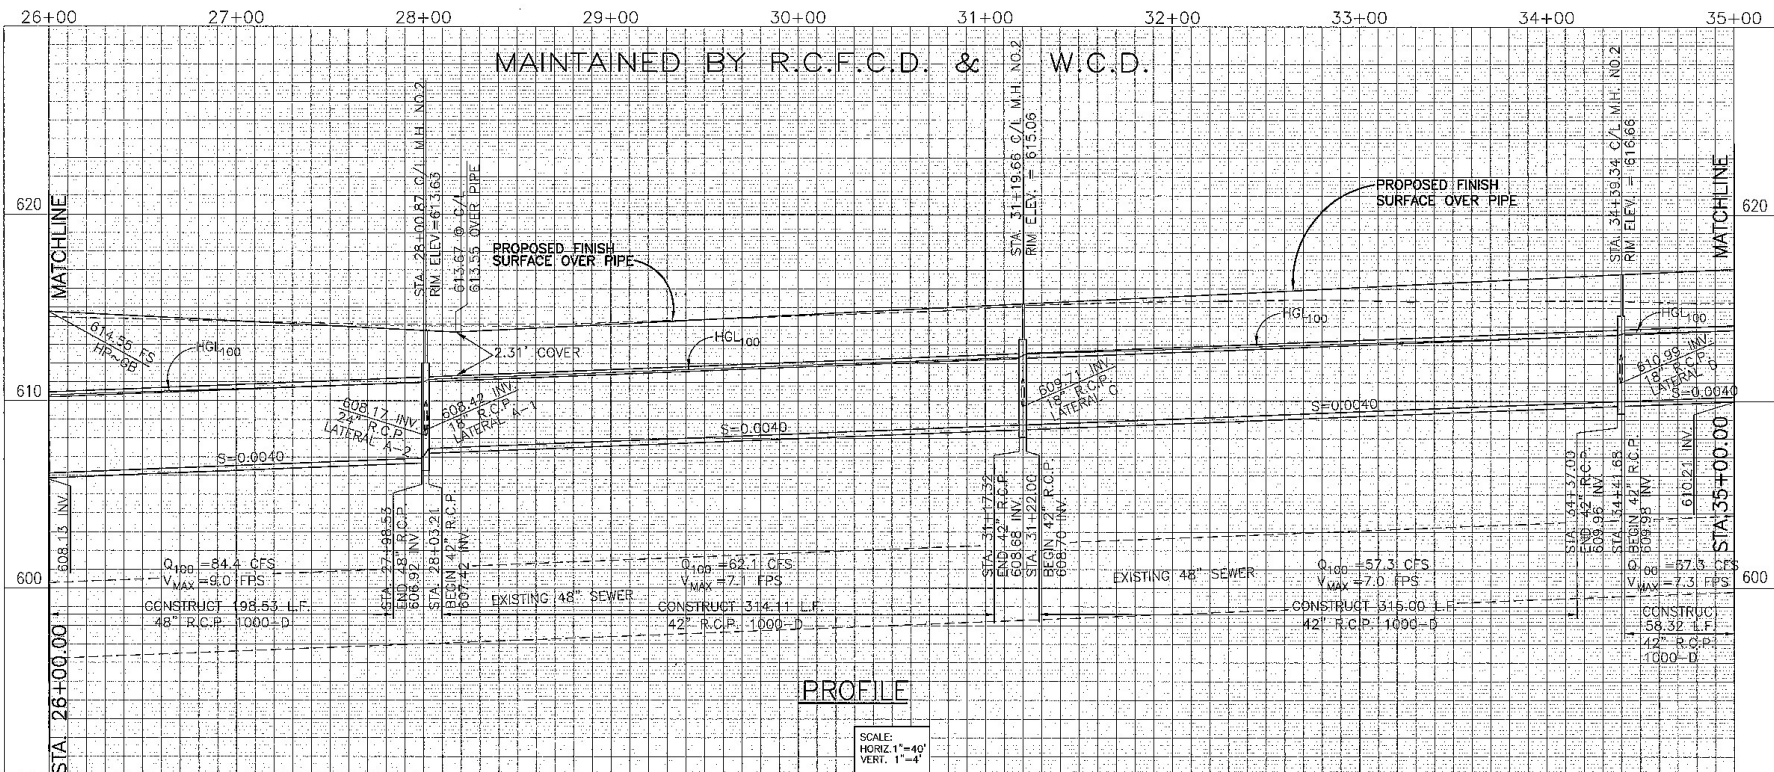 26+00 27+00 28+00 29+00 30+00 31+00 32+00 33+00 34+00 35+00
MAINTAINED BY R.C.F.C.D. & W.C.D.
620
610
600
MATCHLINE
STA. 26+00.00
614.55 FS
HP~GB
HGL100
608.13 INV.
S=0.0040
Q100 =84.4 CFS
VMAX =9.0 FPS
CONSTRUCT 198.53 L.F.
48" R.C.P. 1000-D
STA. 28+00.87 C/L M.H. NO.2
RIM ELEV.=613.63
613.67 @ C/L
613.55 OVER PIPE
PROPOSED FINISH
SURFACE OVER PIPE
2.31' COVER
608.17 INV.
24" R.C.P.
LATERAL A-2
608.42 INV.
18" R.C.P.
LATERAL A-1
STA. 27+98.53
END 48" R.C.P.
606.92 INV.
STA. 28+03.21
BEGIN 42" R.C.P.
607.42 INV.
HGL100
S=0.0040
EXISTING 48" SEWER
Q100 =62.1 CFS
VMAX =7.1 FPS
CONSTRUCT 314.11 L.F.
42" R.C.P. 1000-D
STA. 31+19.66 C/L M.H. NO.2
RIM ELEV. = 615.06
609.71 INV.
18" R.C.P.
LATERAL C
STA. 31+17.32
END 42" R.C.P.
608.68 INV.
STA. 31+22.00
BEGIN 42" R.C.P.
608.70 INV.
PROPOSED FINISH
SURFACE OVER PIPE
HGL100
S=0.0040
EXISTING 48" SEWER
Q100 =57.3 CFS
VMAX =7.0 FPS
CONSTRUCT 315.00 L.F.
42" R.C.P. 1000-D
STA. 34+39.34 C/L M.H. NO.2
RIM ELEV. = 616.66
HGL100
610.99 INV.
18" R.C.P.
LATERAL D
S=0.0040
STA. 34+37.00
END 42" R.C.P.
609.96 INV.
STA. 34+41.68
BEGIN 42" R.C.P.
609.98 INV.
610.21 INV.
Q100 =57.3 CFS
VMAX =7.3 FPS
CONSTRUCT
58.32 L.F.
42" R.C.P.
1000-D
MATCHLINE
STA. 35+00.00
620
600
PROFILE
SCALE:
HORIZ.1"=40'
VERT. 1"=4'